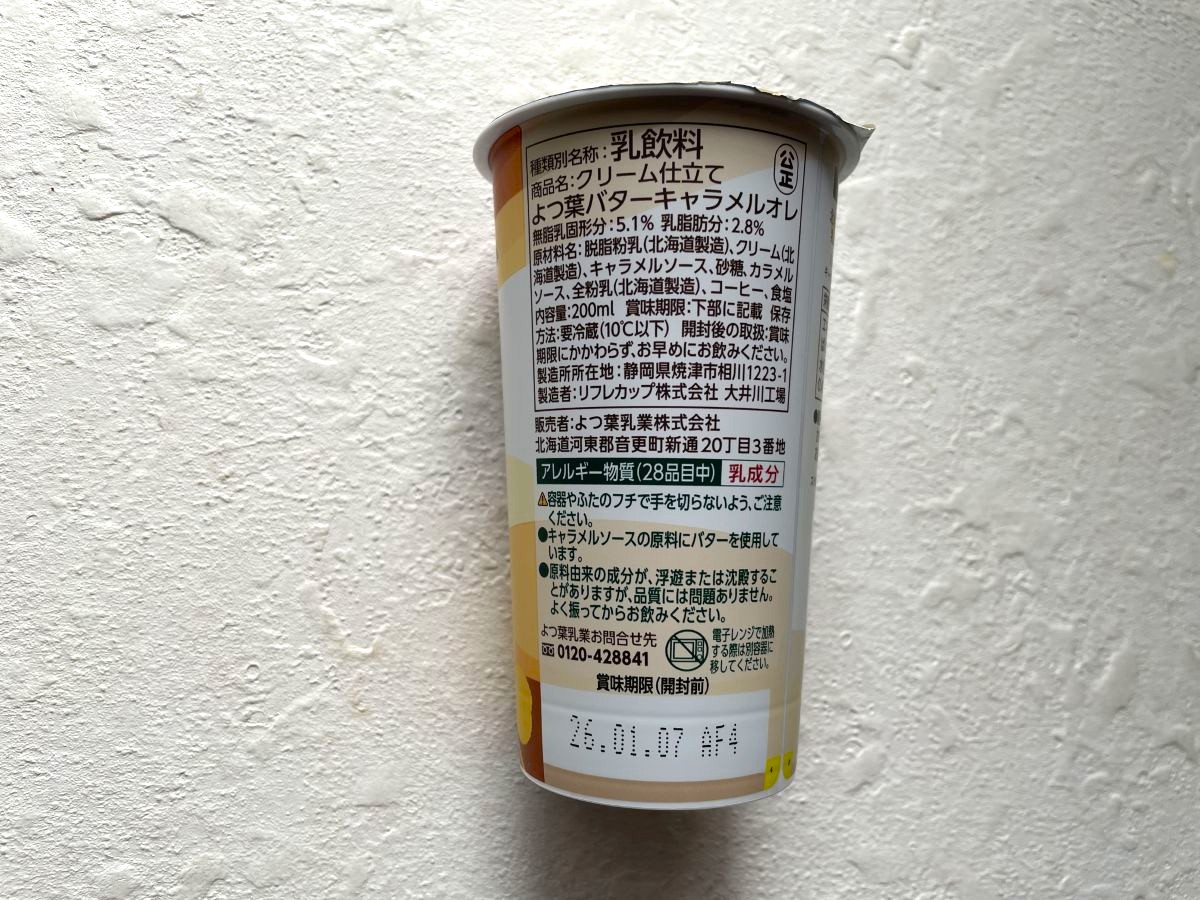 種類別名称:乳飲料
公正
商品名:クリーム仕立て
よつ葉バターキャラメルオレ
無脂乳固形分:5.1% 乳脂肪分:2.8%
原材料名:脱脂粉乳(北海道製造)、クリーム(北
海道製造)、キャラメルソース、砂糖、カラメル
ソース、全粉乳(北海道製造)、コーヒー、食塩
内容量:200ml 賞味期限:下部に記載 保存
方法:要冷蔵(10℃以下) 開封後の取扱:賞味
期限にかかわらず、お早めにお飲みください。
製造所所在地:静岡県焼津市相川1223-1
製造者:リフレカップ株式会社 大井川工場
販売者:よつ葉乳業株式会社
北海道河東郡音更町新通20丁目3番地
アレルギー物質(28品目中) 乳成分
⚠容器やふたのフチで手を切らないよう、ご注意
ください。
●キャラメルソースの原料にバターを使用して
います。
●原料由来の成分が、浮遊または沈殿するこ
とがありますが、品質には問題ありません。
よく振ってからお飲みください。
よつ葉乳業お問合せ先
0120-428841
電子レンジで加熱
する際は別容器に
移してください。
賞味期限(開封前)
26.01.07 AF4